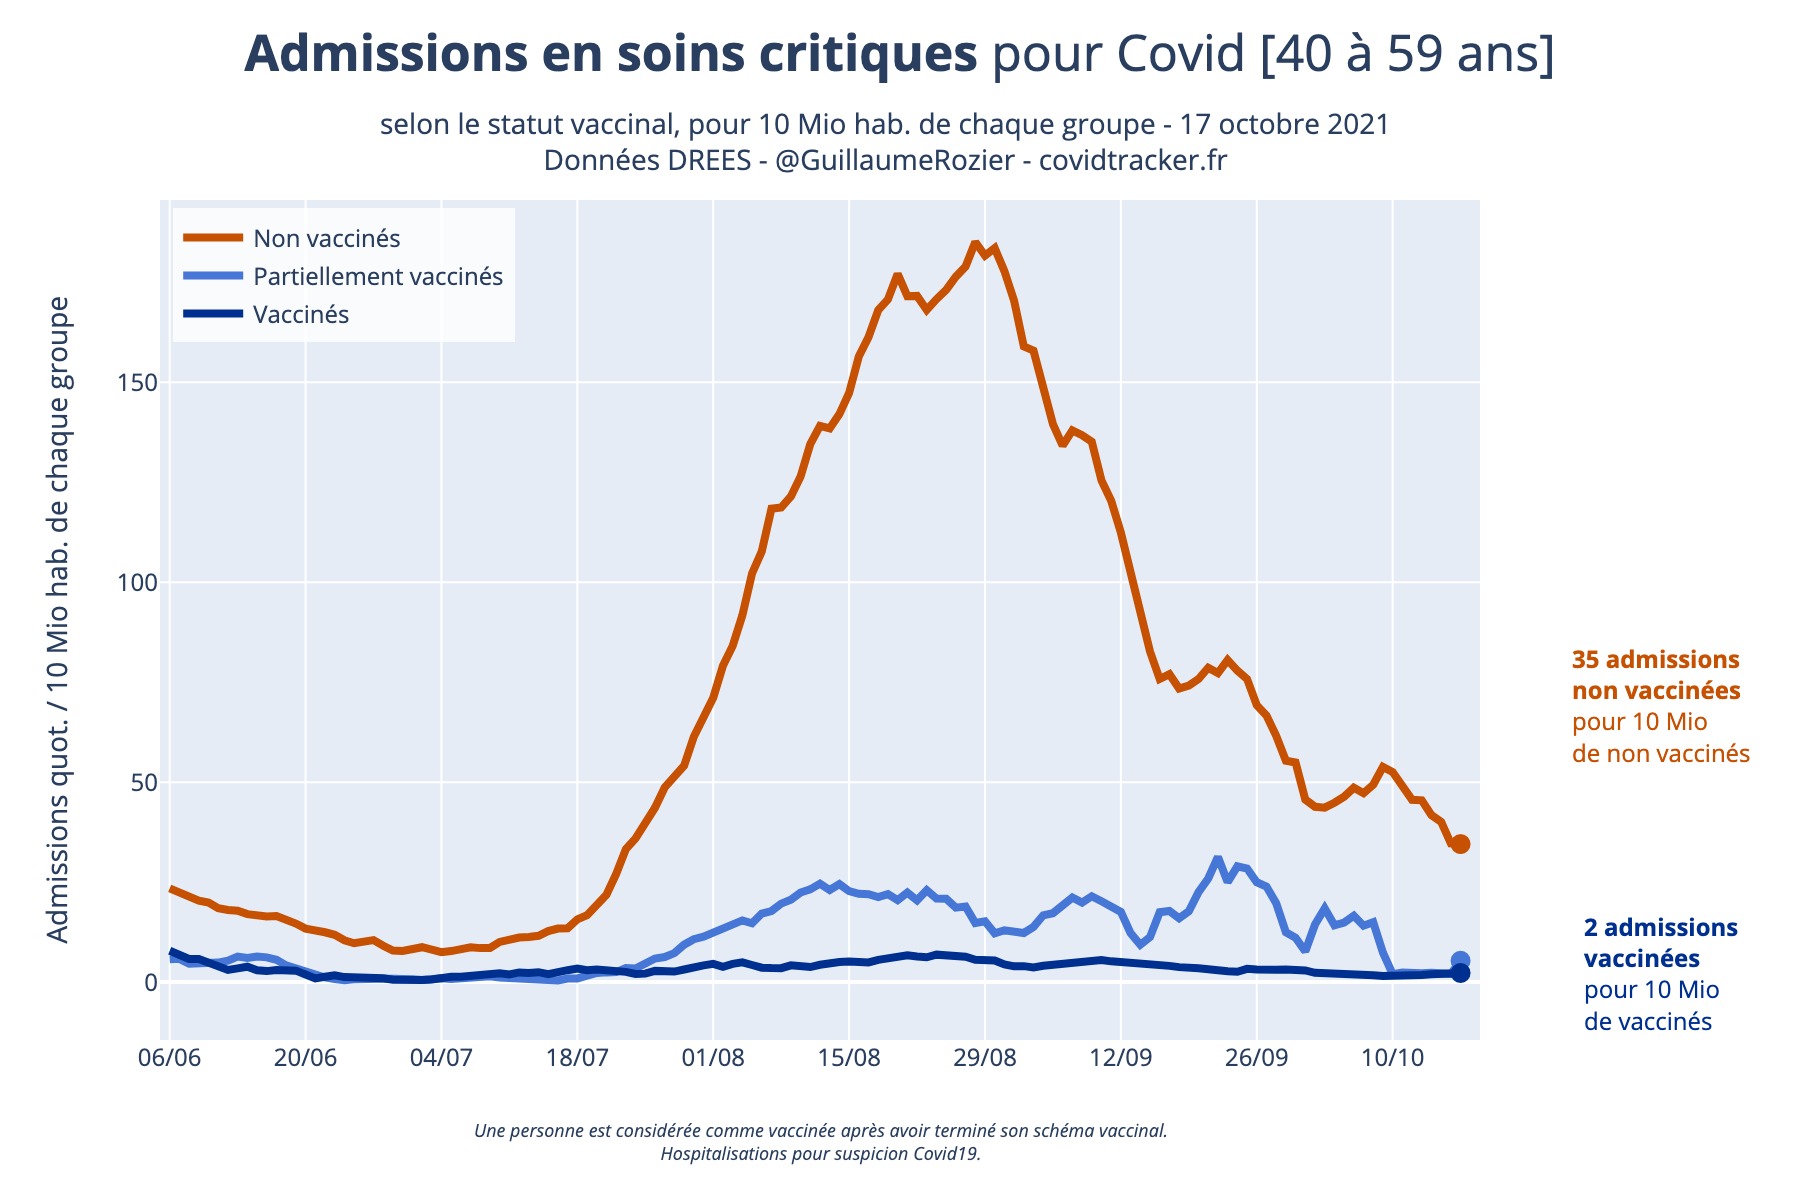 Admissions en soins critiques pour Covid [40 à 59 ans]
selon le statut vaccinal, pour 10 Mio hab. de chaque groupe - 17 octobre 2021
Données DREES - @GuillaumeRozier - covidtracker.fr
Non vaccinés
Partiellement vaccinés
Vaccinés
Admissions quot. / 10 Mio hab. de chaque groupe
150
100
50
0
06/06 20/06 04/07 18/07 01/08 15/08 29/08 12/09 26/09 10/10
35 admissions
non vaccinées
pour 10 Mio
de non vaccinés
2 admissions
vaccinées
pour 10 Mio
de vaccinés
Une personne est considérée comme vaccinée après avoir terminé son schéma vaccinal.
Hospitalisations pour suspicion Covid19.